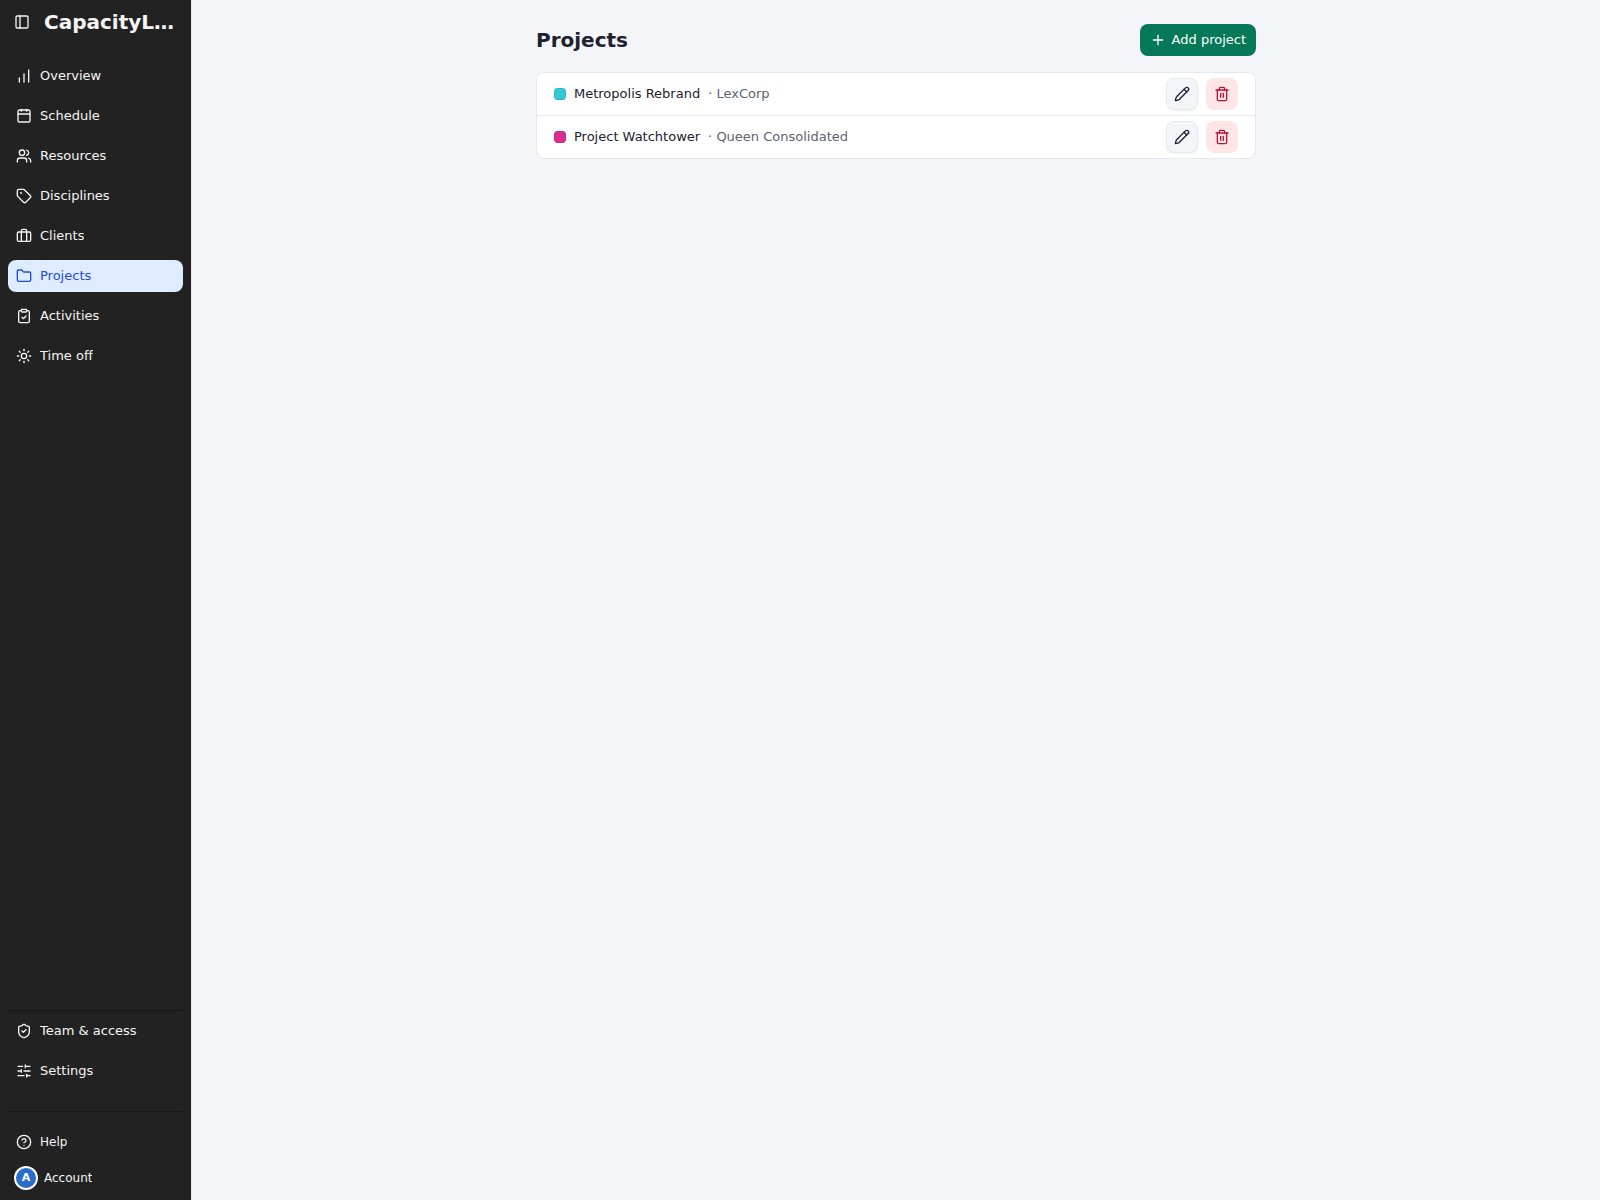 CapacityL...
Overview
Schedule
Resources
Disciplines
Clients
Projects
Activities
Time off
Team & access
Settings
Help
A Account
Projects
Add project
Metropolis Rebrand · LexCorp
Project Watchtower · Queen Consolidated